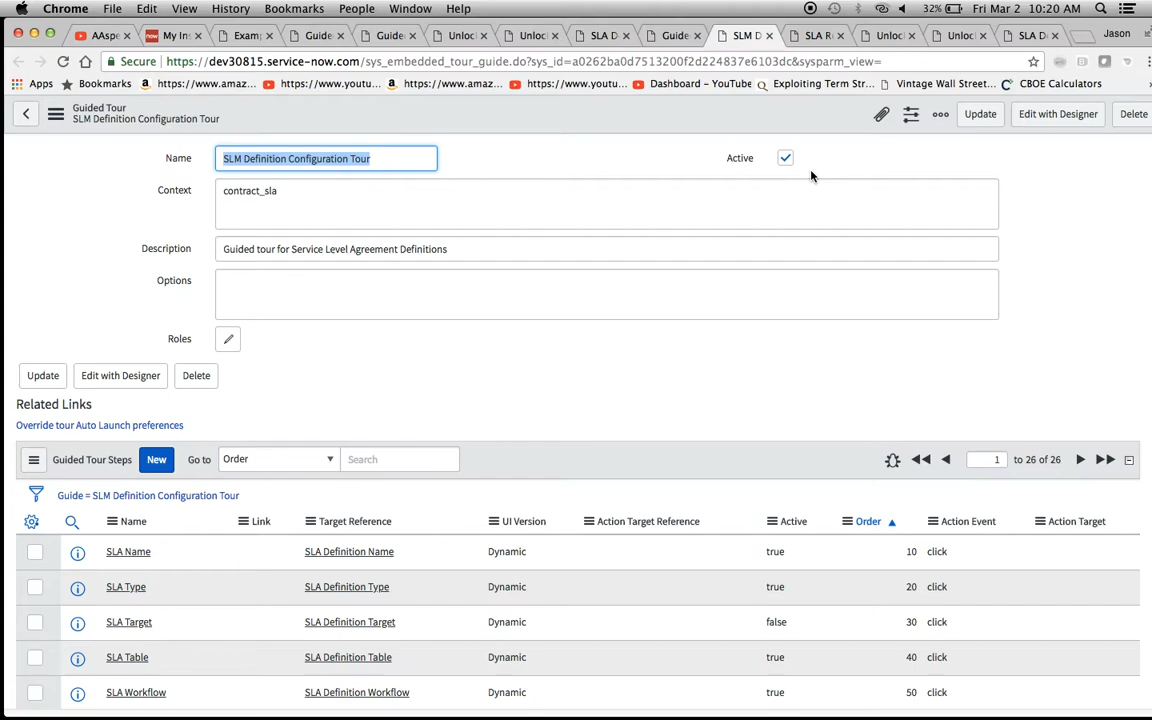 Chrome File Edit View History Bookmarks People Window Help 32% Fri Mar 2 10:20 AM
AAspe My Ins Examp Guide Guide Unloc Unloc SLA D Guide SLM D SLA R Unloc Unloc SLA D Jason
Secure https://dev30815.service-now.com/sys_embedded_tour_guide.do?sys_id=a0262ba0d7513200f2d224837e6103dc&sysparm_view=
Apps Bookmarks https://www.amaz... https://www.youtu... https://www.amaz... https://www.youtu... Dashboard – YouTube Exploiting Term Str... Vintage Wall Street... CBOE Calculators
Guided Tour
SLM Definition Configuration Tour
Update Edit with Designer Delete
Name SLM Definition Configuration Tour Active
Context contract_sla
Description Guided tour for Service Level Agreement Definitions
Options
Roles
Update Edit with Designer Delete
Related Links
Override tour Auto Launch preferences
Guided Tour Steps New Go to Order Search 1 to 26 of 26
Guide = SLM Definition Configuration Tour
Name Link Target Reference UI Version Action Target Reference Active Order Action Event Action Target
SLA Name SLA Definition Name Dynamic true 10 click
SLA Type SLA Definition Type Dynamic true 20 click
SLA Target SLA Definition Target Dynamic false 30 click
SLA Table SLA Definition Table Dynamic true 40 click
SLA Workflow SLA Definition Workflow Dynamic true 50 click